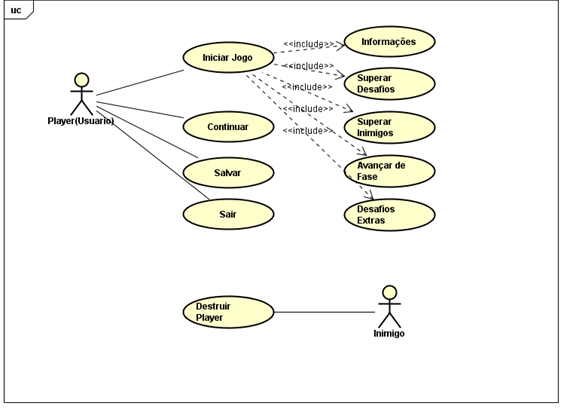 uc
<<include>>
Informações
Iniciar Jogo
<<include>>
Superar
Desafios
<<include>>
Player(Usuario)
<<include>>
Superar
Inimigos
Continuar
<<include>>
Avançar de
Fase
Salvar
Sair
Desafios
Extras
Destruir
Player
Inimigo